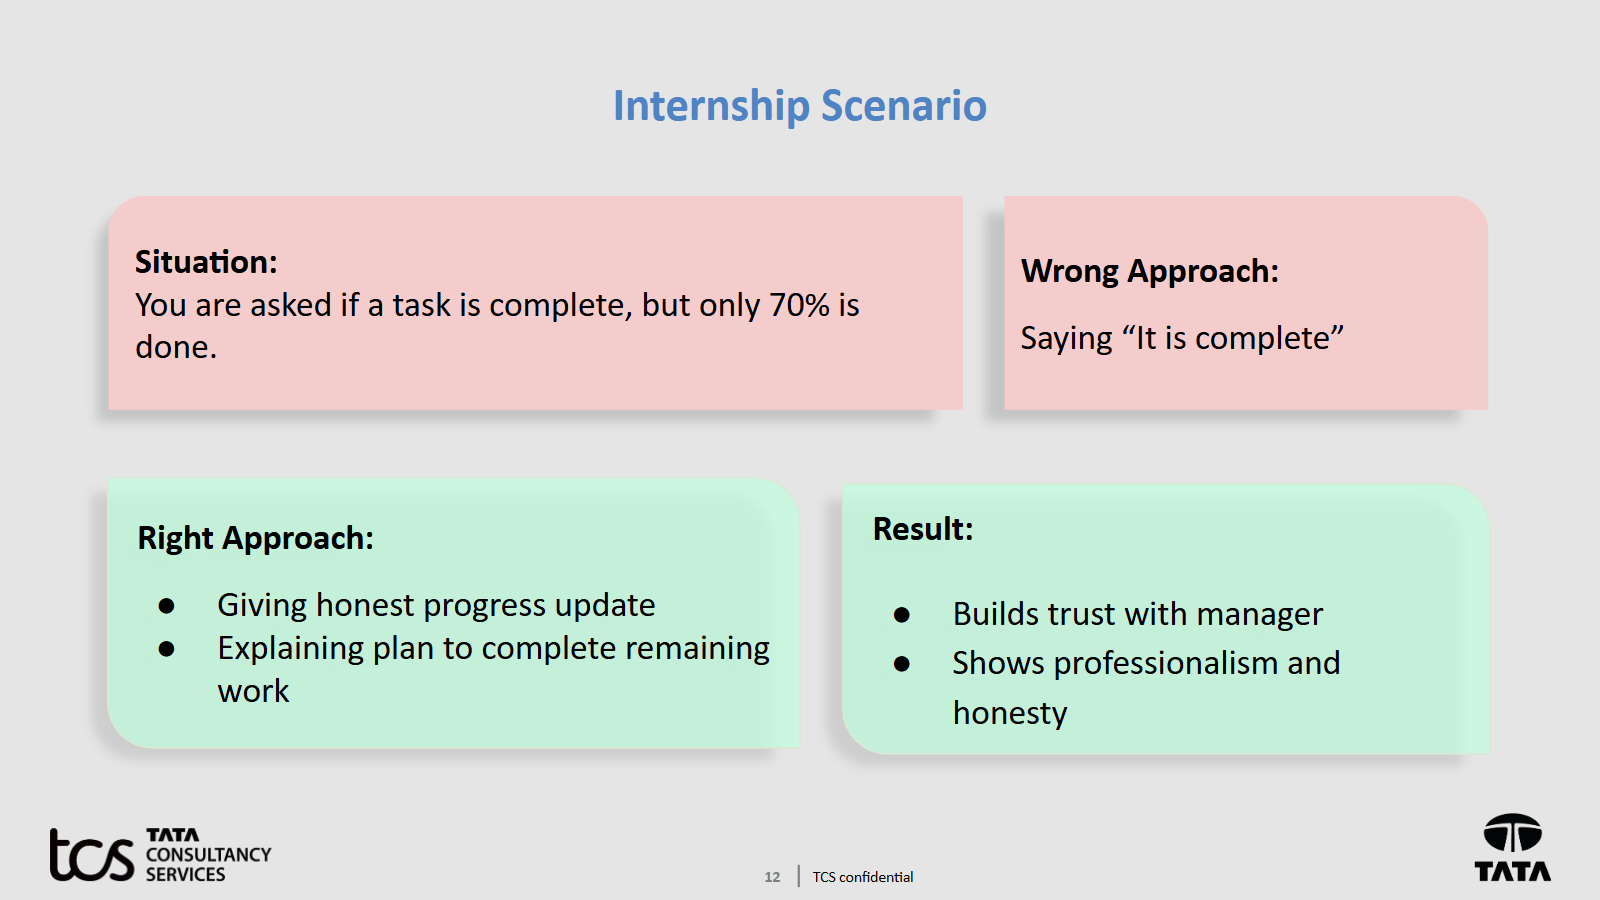 Internship Scenario
Situation:
You are asked if a task is complete, but only 70% is
done.
Wrong Approach:
Saying “It is complete”
Right Approach:
● Giving honest progress update
● Explaining plan to complete remaining
work
Result:
● Builds trust with manager
● Shows professionalism and
honesty
tcs TATA
CONSULTANCY
SERVICES
12 | TCS confidential
TATA